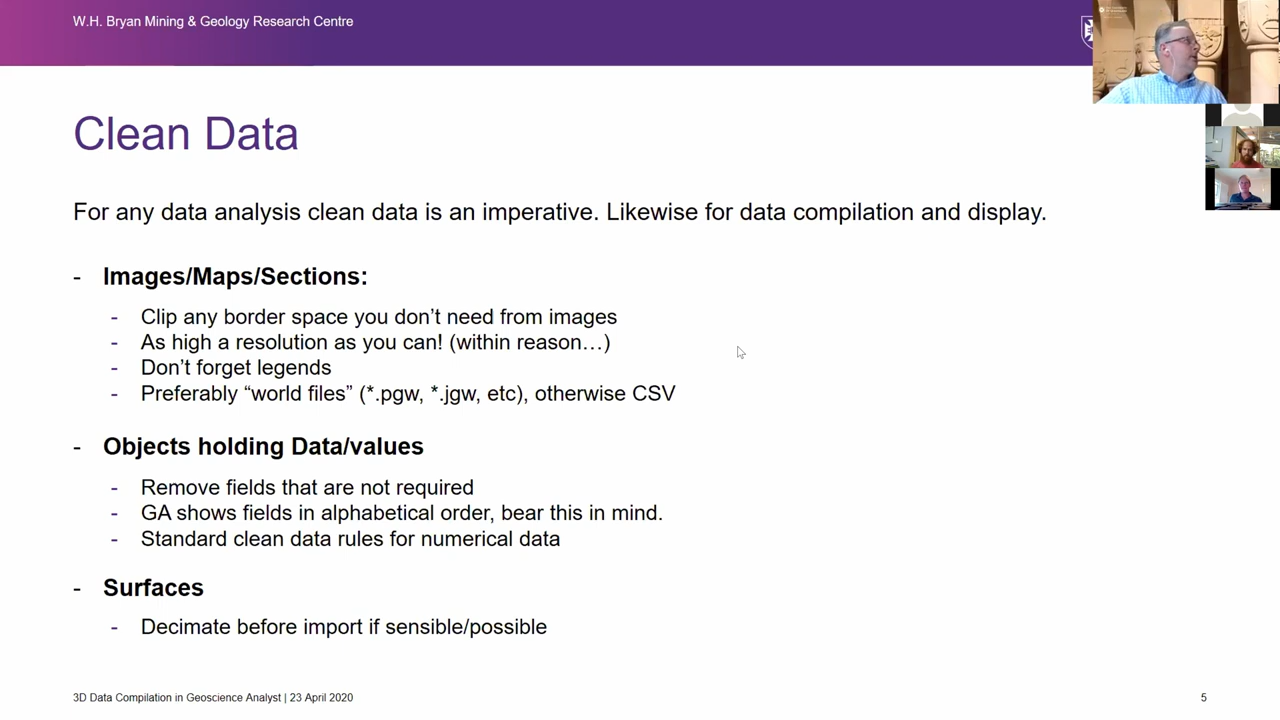 W.H. Bryan Mining & Geology Research Centre
Clean Data
For any data analysis clean data is an imperative. Likewise for data compilation and display.
- Images/Maps/Sections:
- Clip any border space you don’t need from images
- As high a resolution as you can! (within reason…)
- Don’t forget legends
- Preferably “world files” (*.pgw, *.jgw, etc), otherwise CSV
- Objects holding Data/values
- Remove fields that are not required
- GA shows fields in alphabetical order, bear this in mind.
- Standard clean data rules for numerical data
- Surfaces
- Decimate before import if sensible/possible
3D Data Compilation in Geoscience Analyst | 23 April 2020
5